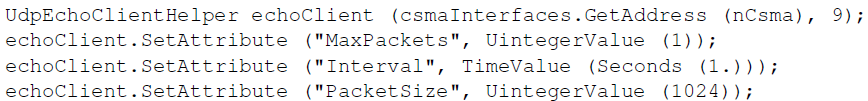 UdpEchoClientHelper echoClient (csmaInterfaces.GetAddress (nCsma), 9);
echoClient.SetAttribute ("MaxPackets", UintegerValue (1));
echoClient.SetAttribute ("Interval", TimeValue (Seconds (1.)));
echoClient.SetAttribute ("PacketSize", UintegerValue (1024));